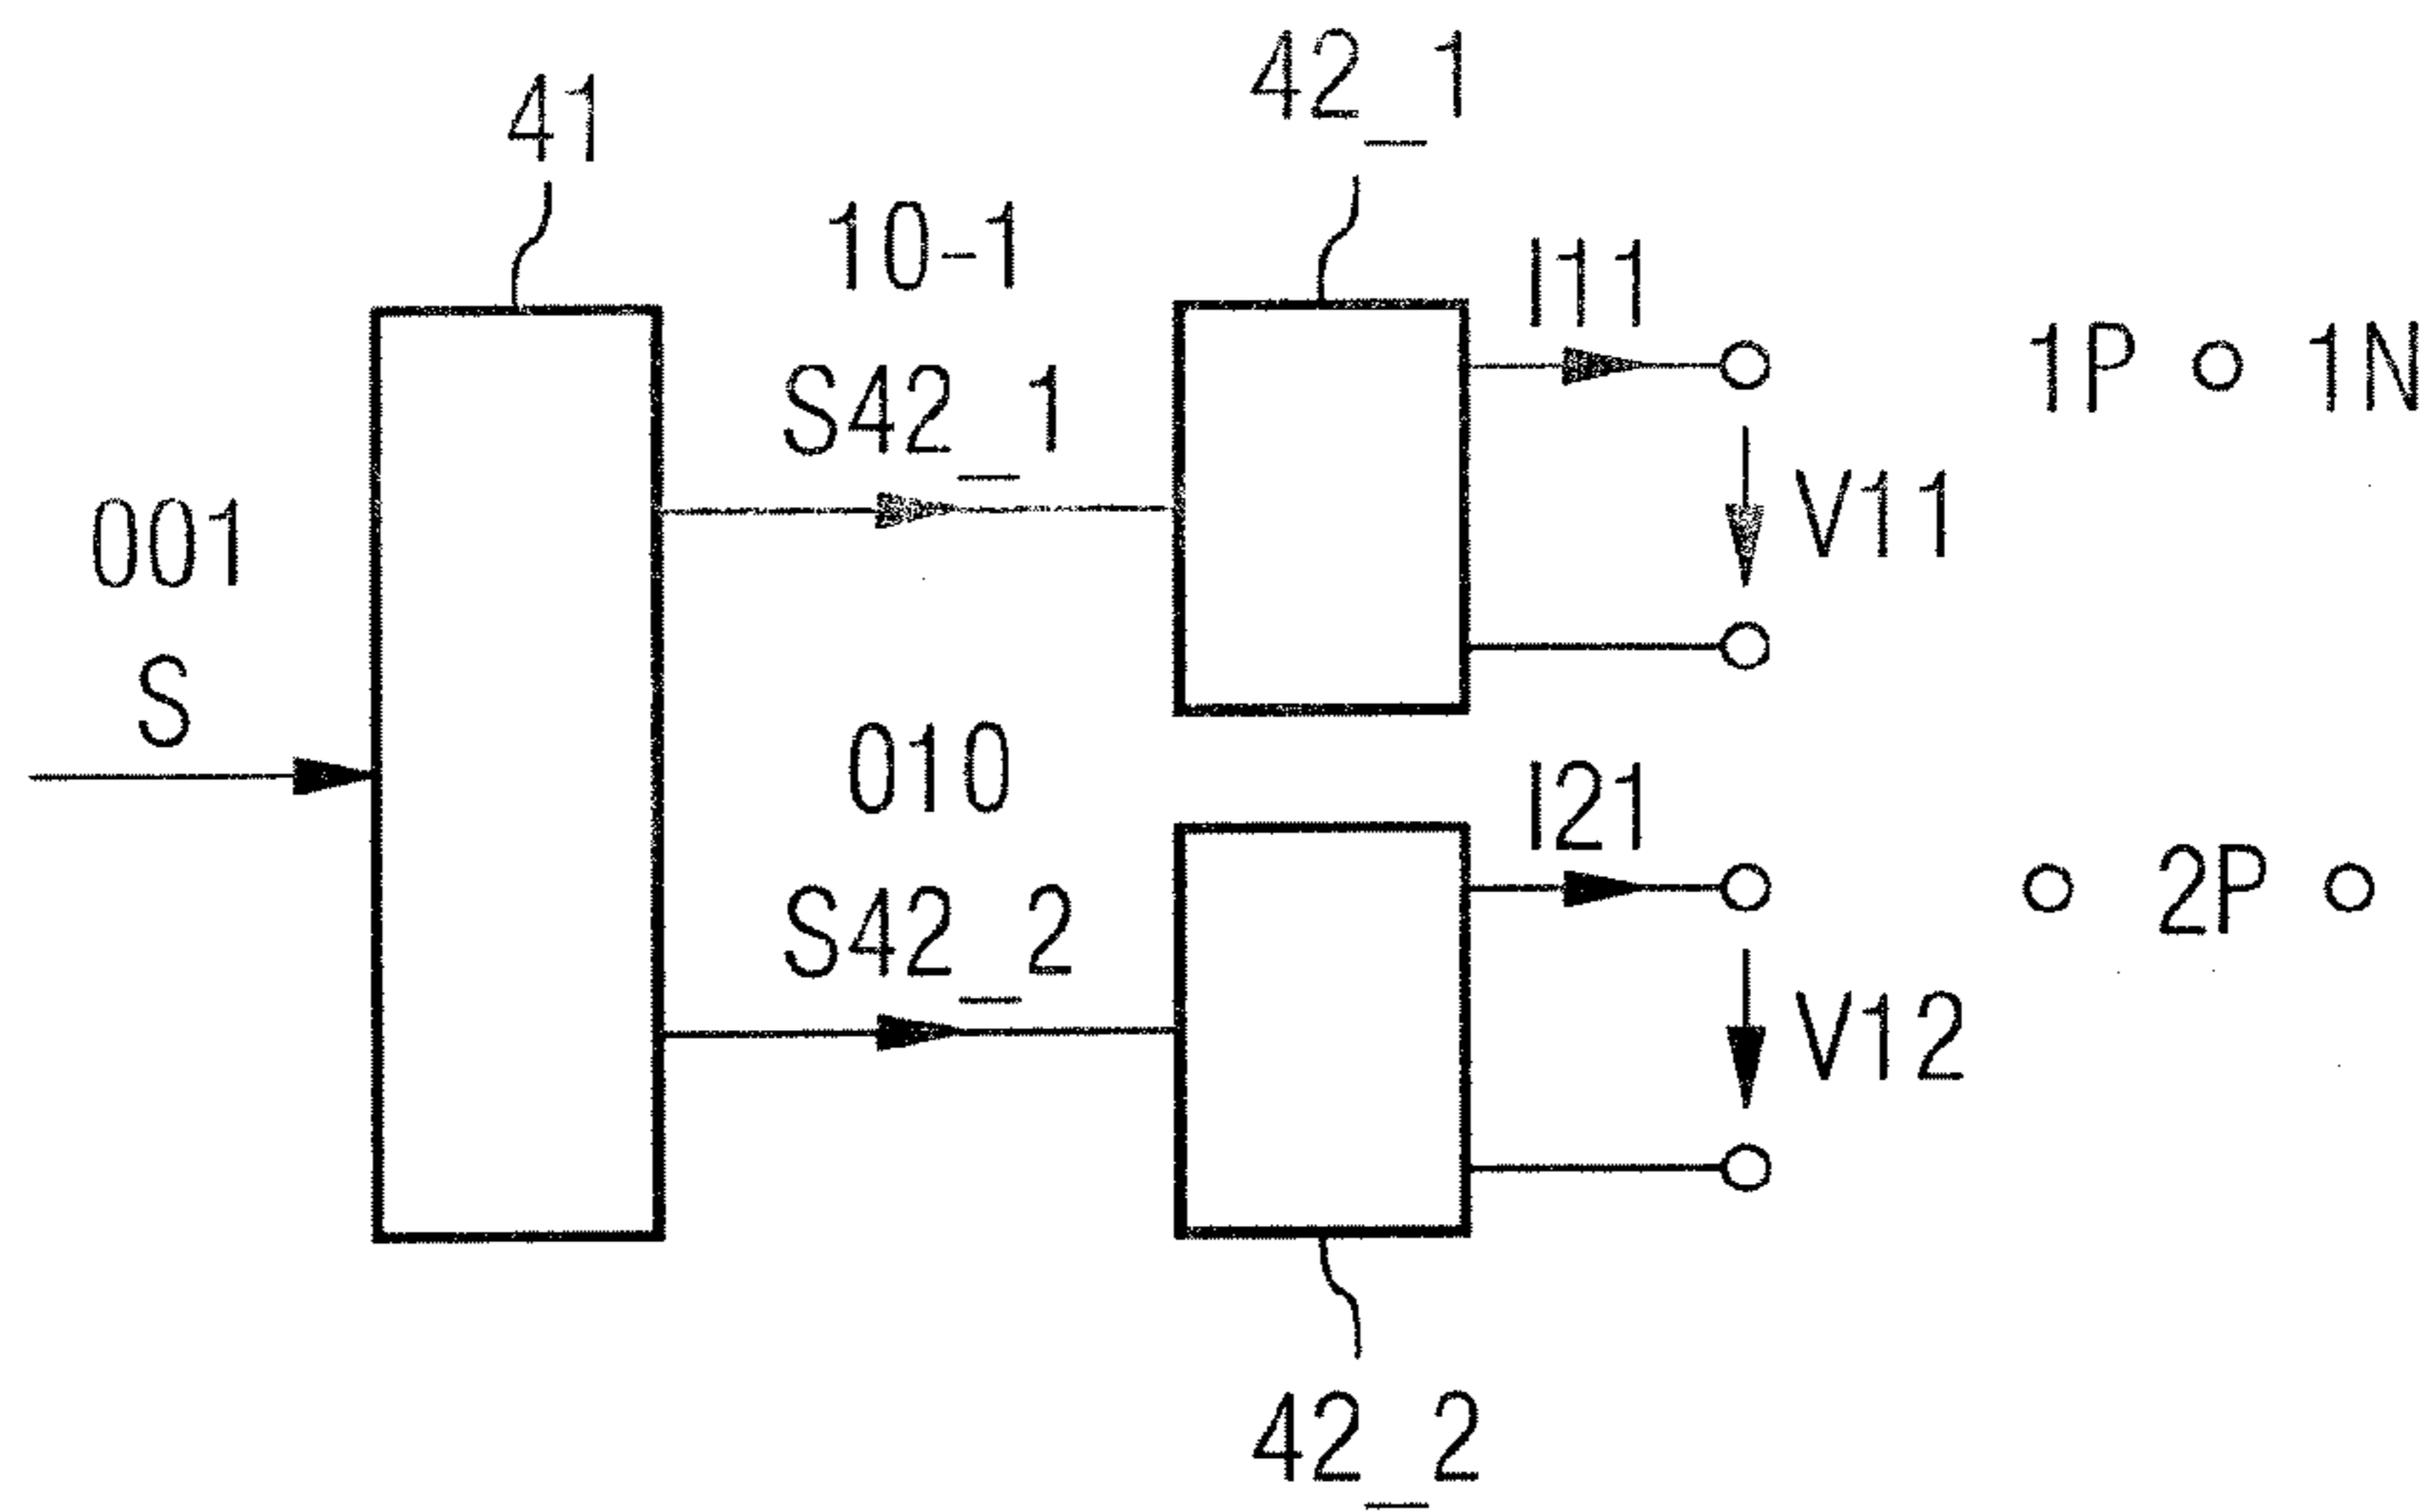 41
42_1
10-1
S42_1
I11
1P O 1N
V11
001
S
010
S42_2
I21
O 2P O
V12
42_2